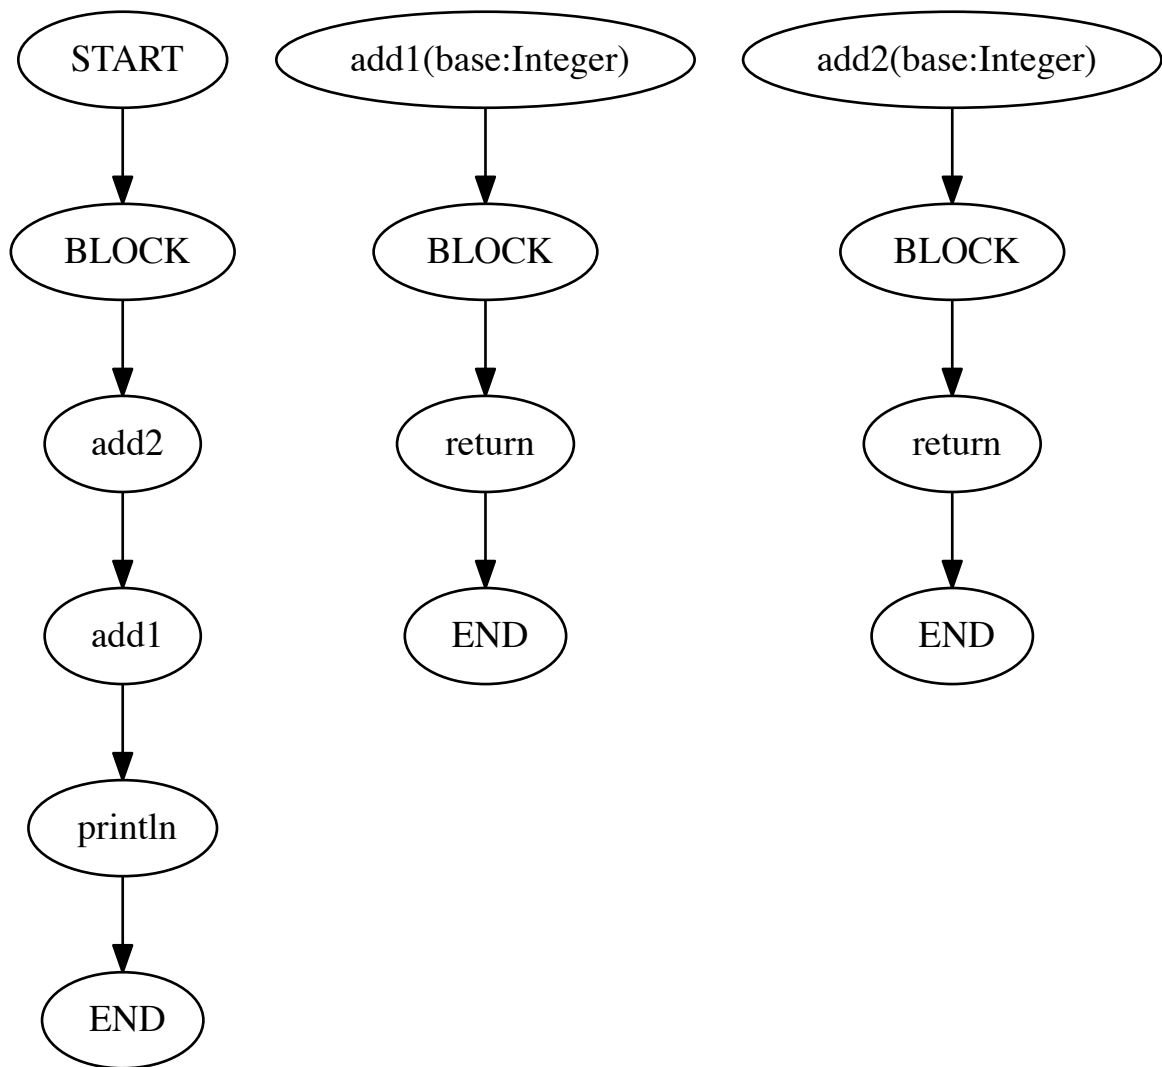 START
BLOCK
add2
add1
println
END
add1(base:Integer)
BLOCK
return
END
add2(base:Integer)
BLOCK
return
END